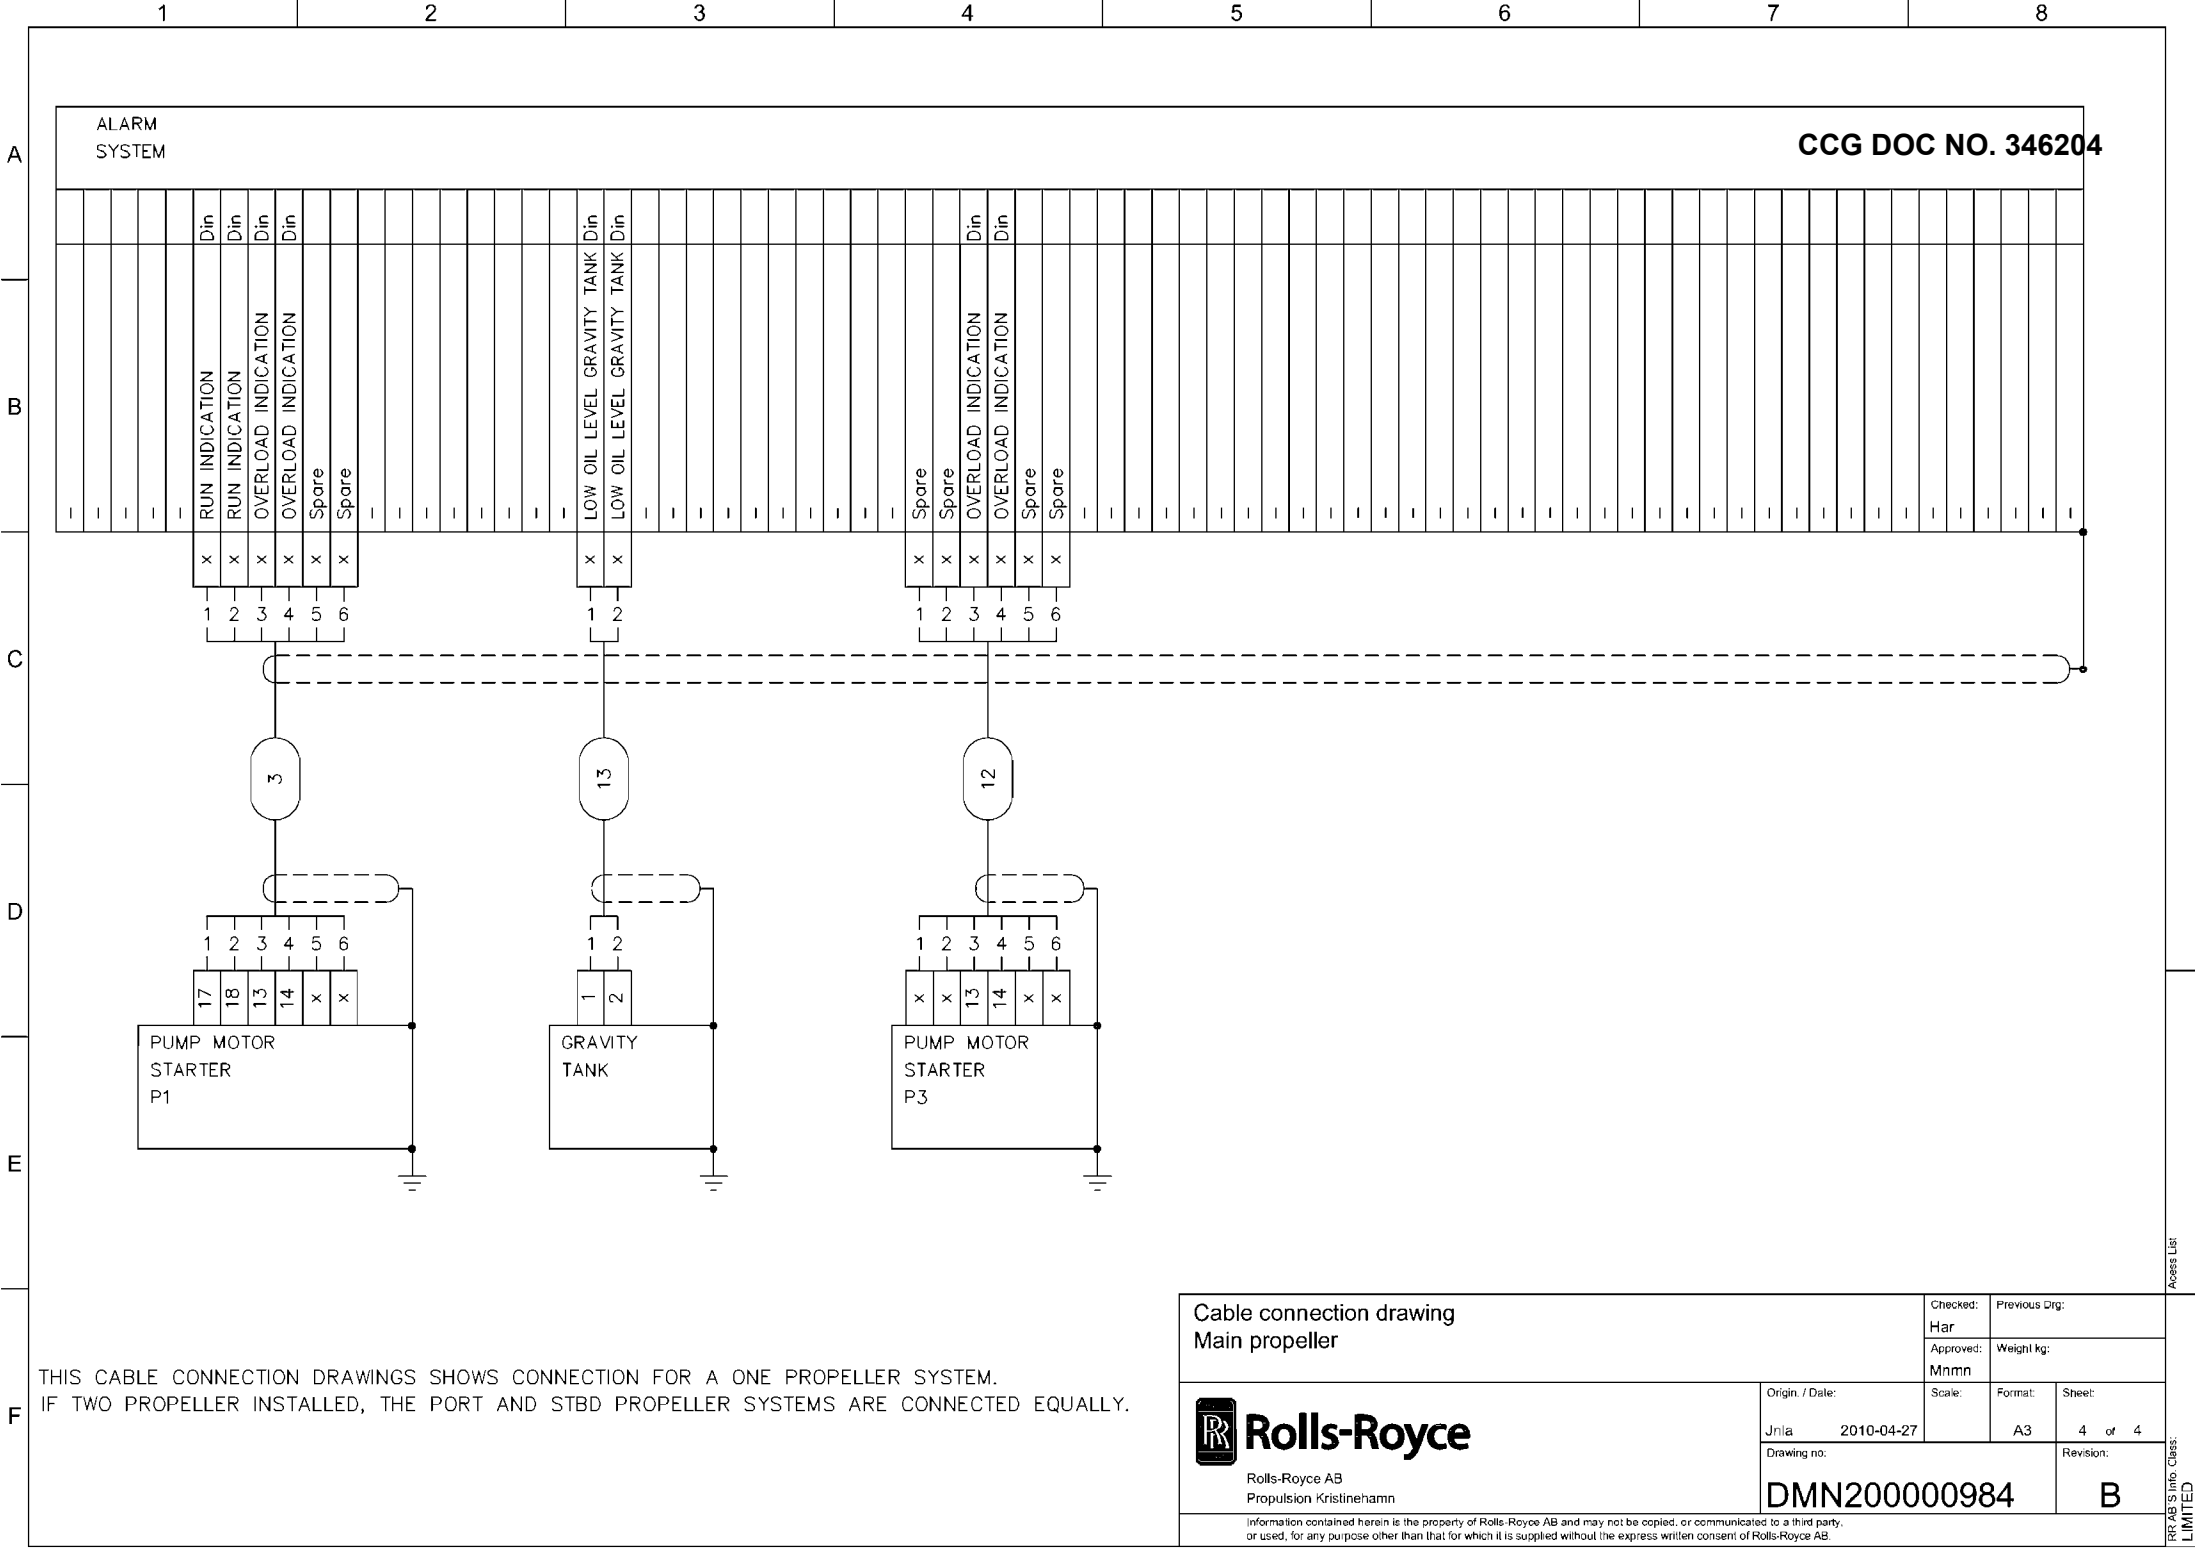 1 2 3 4 5 6 7 8
ALARM
SYSTEM
CCG DOC NO. 346204
A
Din Din Din Din Din Din Din Din
B
RUN INDICATION
RUN INDICATION
OVERLOAD INDICATION
OVERLOAD INDICATION
Spare
Spare
LOW OIL LEVEL GRAVITY TANK
LOW OIL LEVEL GRAVITY TANK
Spare
Spare
OVERLOAD INDICATION
OVERLOAD INDICATION
Spare
Spare
x x x x x x x x x x x x x x
1 2 3 4 5 6 1 2 1 2 3 4 5 6
C
3 13 12
D
1 2 3 4 5 6 1 2 1 2 3 4 5 6
17 18 13 14 x x 1 2 x x 13 14 x x
PUMP MOTOR
STARTER
P1
GRAVITY
TANK
PUMP MOTOR
STARTER
P3
E
F
THIS CABLE CONNECTION DRAWINGS SHOWS CONNECTION FOR A ONE PROPELLER SYSTEM.
IF TWO PROPELLER INSTALLED, THE PORT AND STBD PROPELLER SYSTEMS ARE CONNECTED EQUALLY.
Cable connection drawing
Main propeller
Checked:
Har
Previous Drg:
Approved:
Mnmn
Weight kg:
RR
Rolls-Royce
Rolls-Royce AB
Propulsion Kristinehamn
Origin. / Date:
Jnla 2010-04-27
Scale:
Format:
A3
Sheet:
4 of 4
Drawing no:
DMN200000984
Revision:
B
Information contained herein is the property of Rolls-Royce AB and may not be copied, or communicated to a third party,
or used, for any purpose other than that for which it is supplied without the express written consent of Rolls-Royce AB.
Acess List
RR AB'S Info. Class:
LIMITED